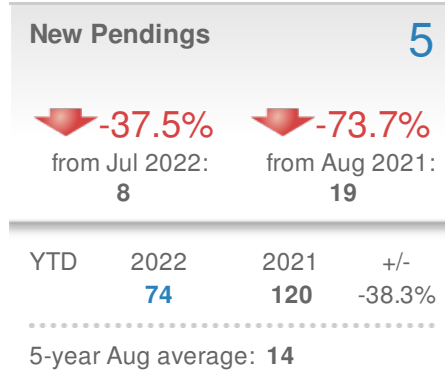 New Pendings 5
-37.5% -73.7%
from Jul 2022: from Aug 2021:
8 19
YTD 2022 2021 +/-
74 120 -38.3%
5-year Aug average: 14